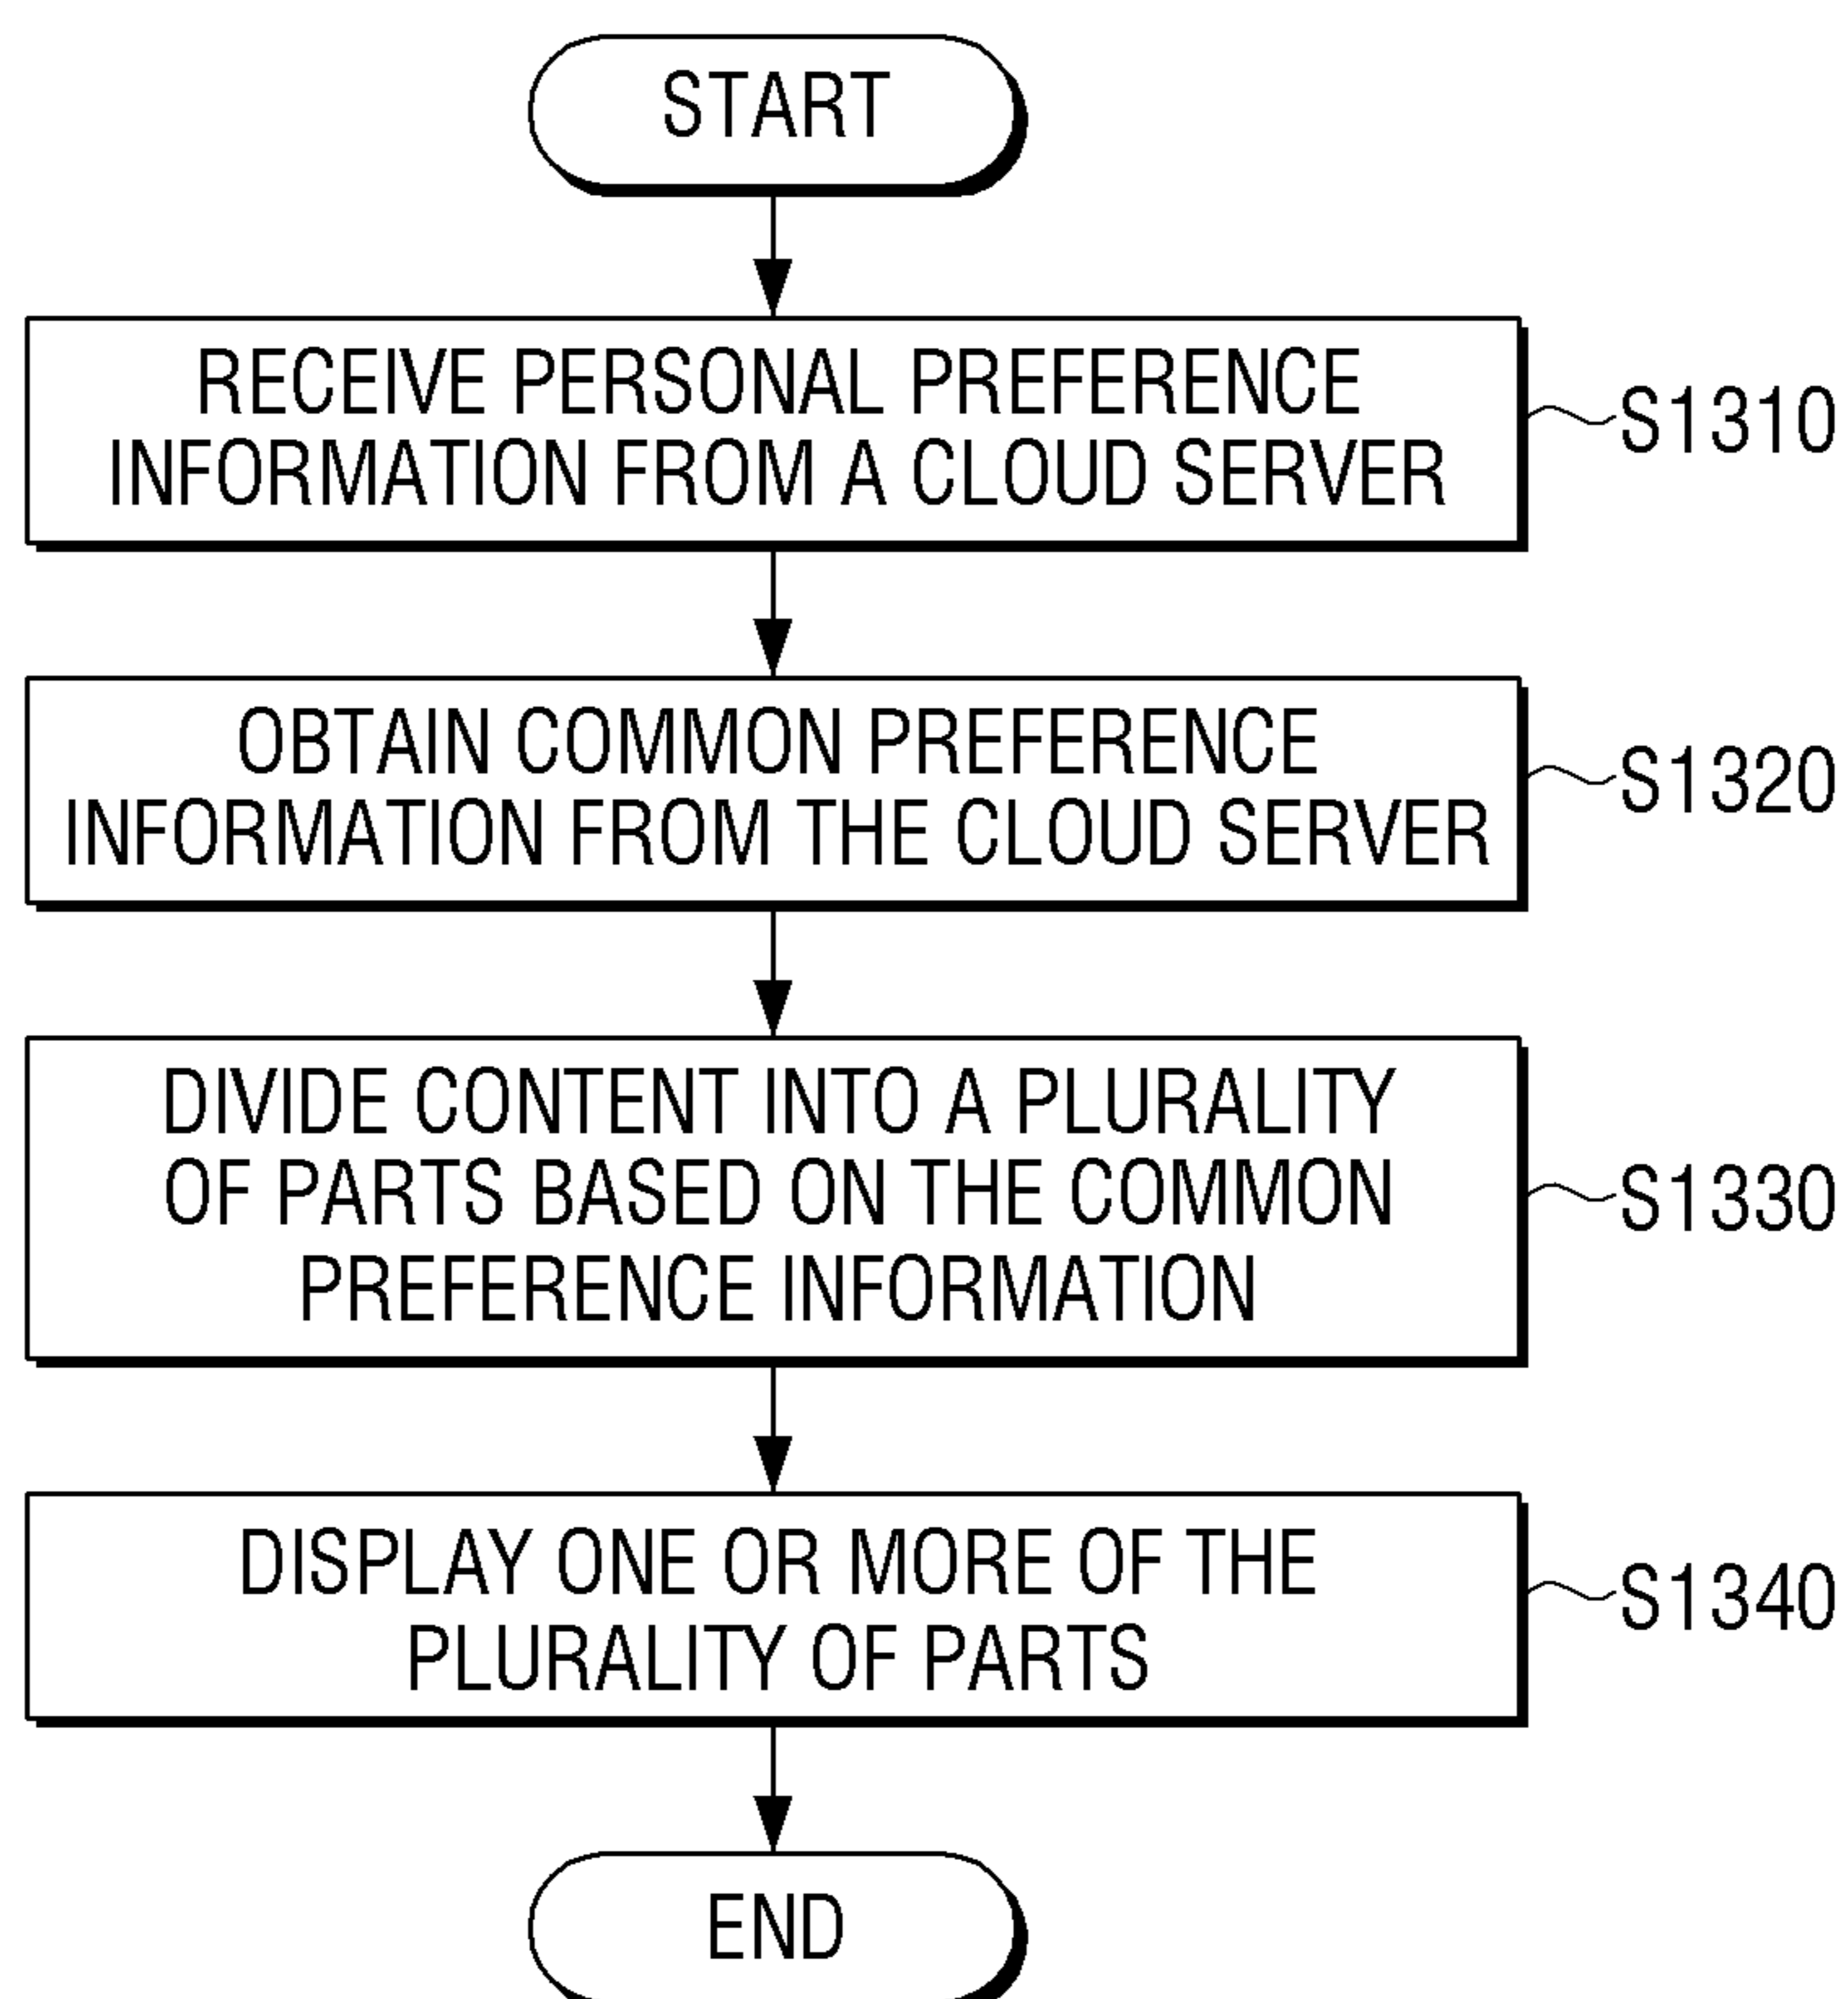 START
RECEIVE PERSONAL PREFERENCE
INFORMATION FROM A CLOUD SERVER
S1310
OBTAIN COMMON PREFERENCE
INFORMATION FROM THE CLOUD SERVER
S1320
DIVIDE CONTENT INTO A PLURALITY
OF PARTS BASED ON THE COMMON
PREFERENCE INFORMATION
S1330
DISPLAY ONE OR MORE OF THE
PLURALITY OF PARTS
S1340
END